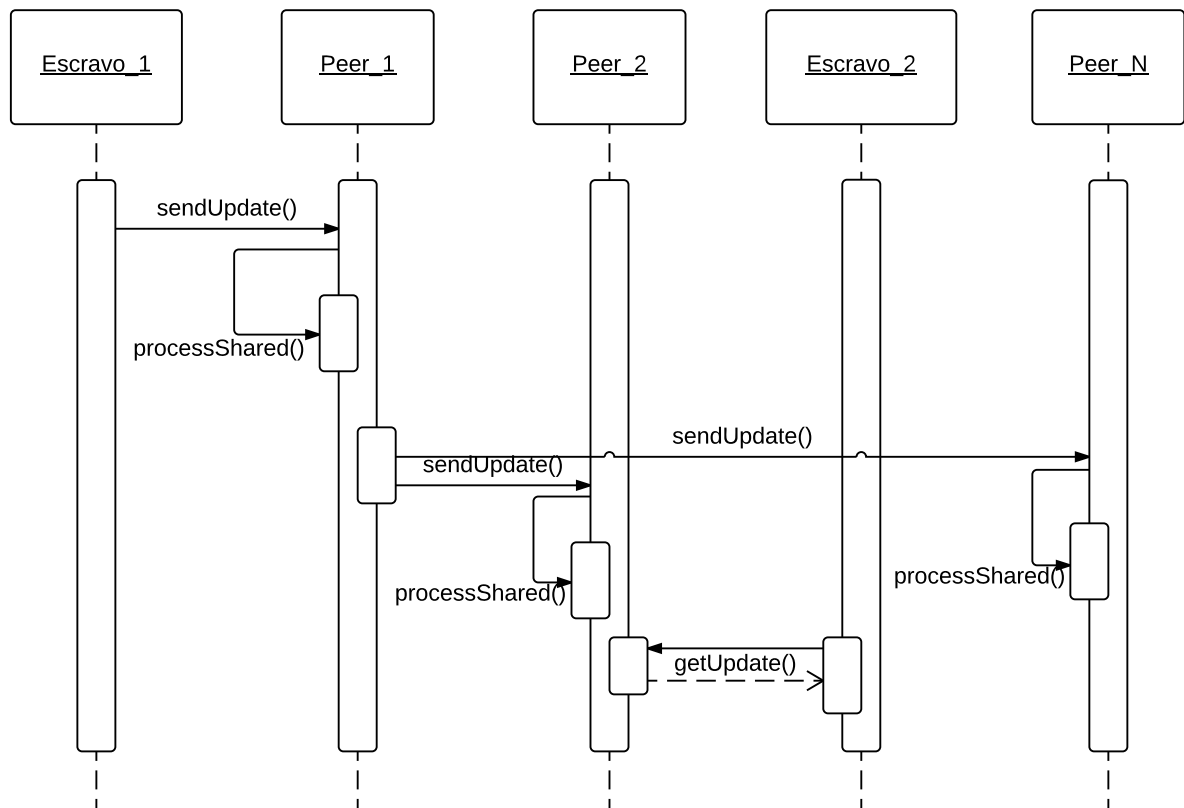 Escravo_1
Peer_1
Peer_2
Escravo_2
Peer_N
sendUpdate()
processShared()
sendUpdate()
sendUpdate()
processShared()
processShared()
getUpdate()